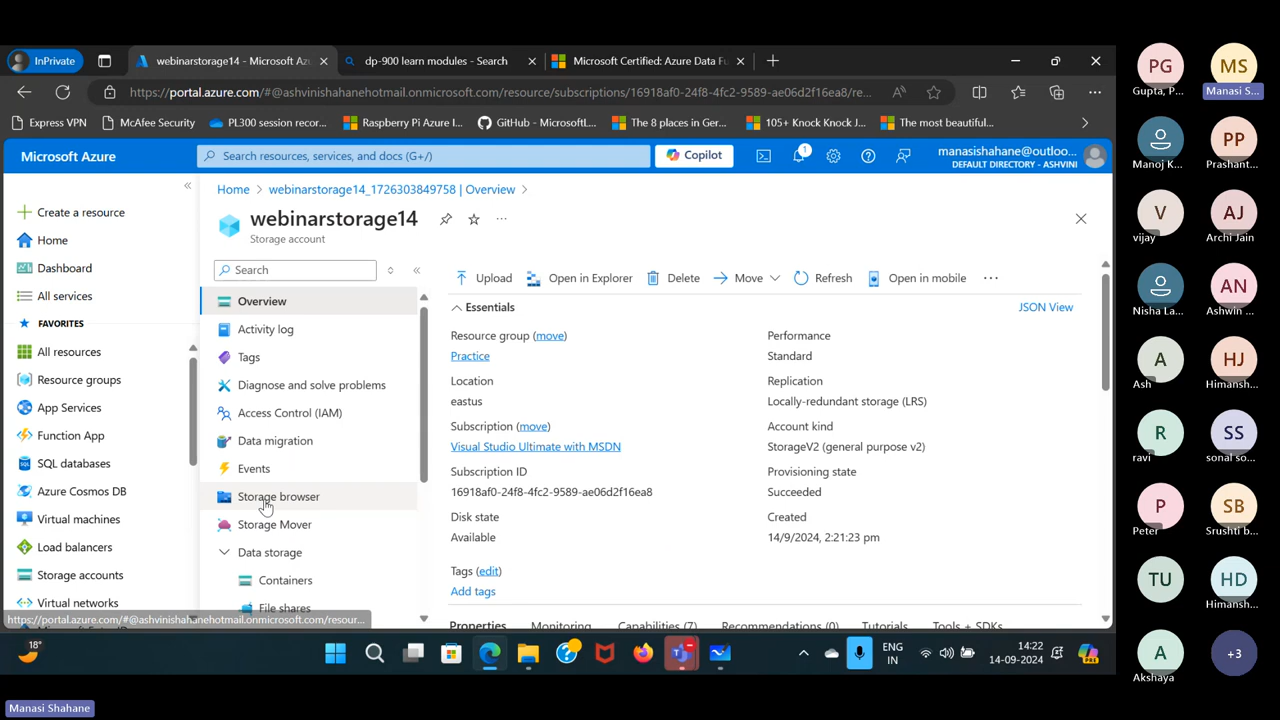 InPrivate
webinarstorage14 - Microsoft Az
dp-900 learn modules - Search
Microsoft Certified: Azure Data Fu
https://portal.azure.com/#@ashvinishahanehotmail.onmicrosoft.com/resource/subscriptions/16918af0-24f8-4fc2-9589-ae06d2f16ea8/re...
Express VPN
McAfee Security
PL300 session recor...
Raspberry Pi Azure I...
GitHub - MicrosoftL...
The 8 places in Ger...
105+ Knock Knock J...
The most beautiful...
Microsoft Azure
Search resources, services, and docs (G+/)
Copilot
1
manasishahane@outloo...
DEFAULT DIRECTORY - ASHVINI
Create a resource
Home
Dashboard
All services
FAVORITES
All resources
Resource groups
App Services
Function App
SQL databases
Azure Cosmos DB
Virtual machines
Load balancers
Storage accounts
Virtual networks
Home > webinarstorage14_1726303849758 | Overview >
webinarstorage14
Storage account
Search
Overview
Activity log
Tags
Diagnose and solve problems
Access Control (IAM)
Data migration
Events
Storage browser
Storage Mover
Data storage
Containers
File shares
Upload
Open in Explorer
Delete
Move
Refresh
Open in mobile
Essentials
JSON View
Resource group (move)
Practice
Location
eastus
Subscription (move)
Visual Studio Ultimate with MSDN
Subscription ID
16918af0-24f8-4fc2-9589-ae06d2f16ea8
Disk state
Available
Tags (edit)
Add tags
Performance
Standard
Replication
Locally-redundant storage (LRS)
Account kind
StorageV2 (general purpose v2)
Provisioning state
Succeeded
Created
14/9/2024, 2:21:23 pm
Properties
Monitoring
Capabilities (7)
Recommendations (0)
Tutorials
Tools + SDKs
https://portal.azure.com/#@ashvinishahanehotmail.onmicrosoft.com/resour...
18°
ENG
IN
14:22
14-09-2024
PRE
PG
Gupta, P...
MS
Manasi S...
Manoj K...
PP
Prashant...
V
vijay
AJ
Archi Jain
Nisha La...
AN
Ashwin ...
A
Ash
HJ
Himansh...
R
ravi
SS
sonal so...
P
Peter
SB
Srushti b...
TU
HD
Himansh...
A
Akshaya
+3
Manasi Shahane